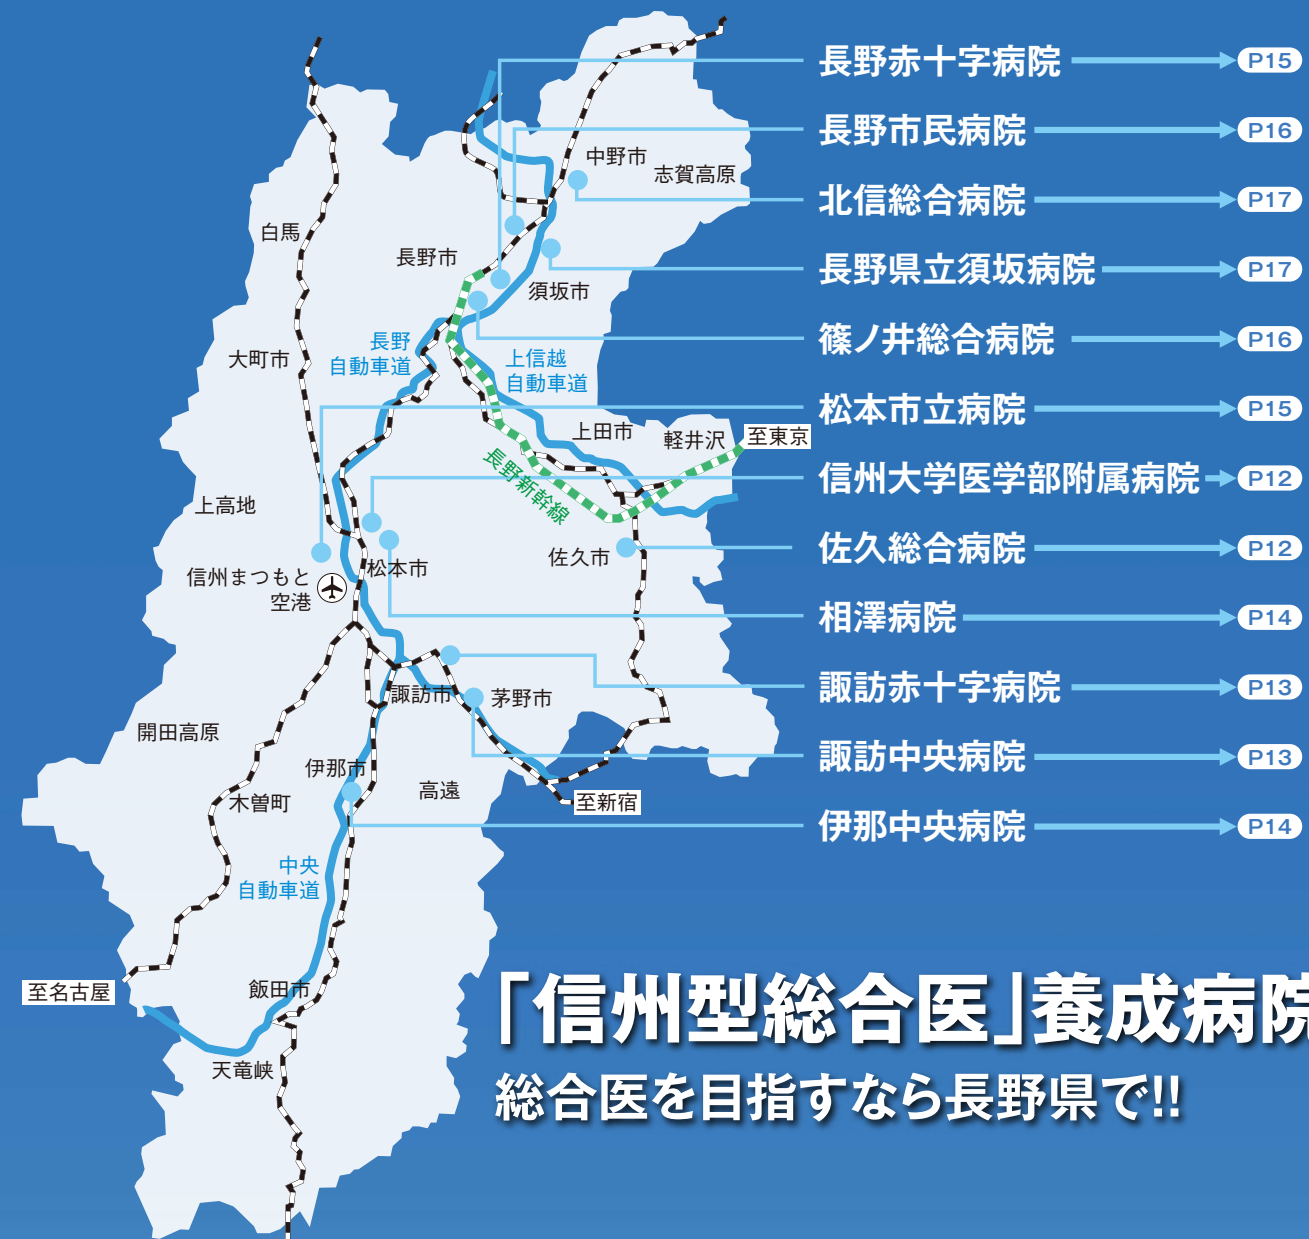 長野赤十字病院 P15
長野市民病院 P16
北信総合病院 P17
長野県立須坂病院 P17
篠ノ井総合病院 P16
松本市立病院 P15
信州大学医学部附属病院 P12
佐久総合病院 P12
相澤病院 P14
諏訪赤十字病院 P13
諏訪中央病院 P13
伊那中央病院 P14
中野市
志賀高原
白馬
長野市
須坂市
長野
自動車道
大町市
上信越
自動車道
上田市
軽井沢
至東京
長野新幹線
上高地
佐久市
信州まつもと
空港
松本市
諏訪市
茅野市
開田高原
伊那市
高遠
木曽町
至新宿
中央
自動車道
至名古屋
飯田市
天竜峡
「信州型総合医」養成病院
総合医を目指すなら長野県で!!